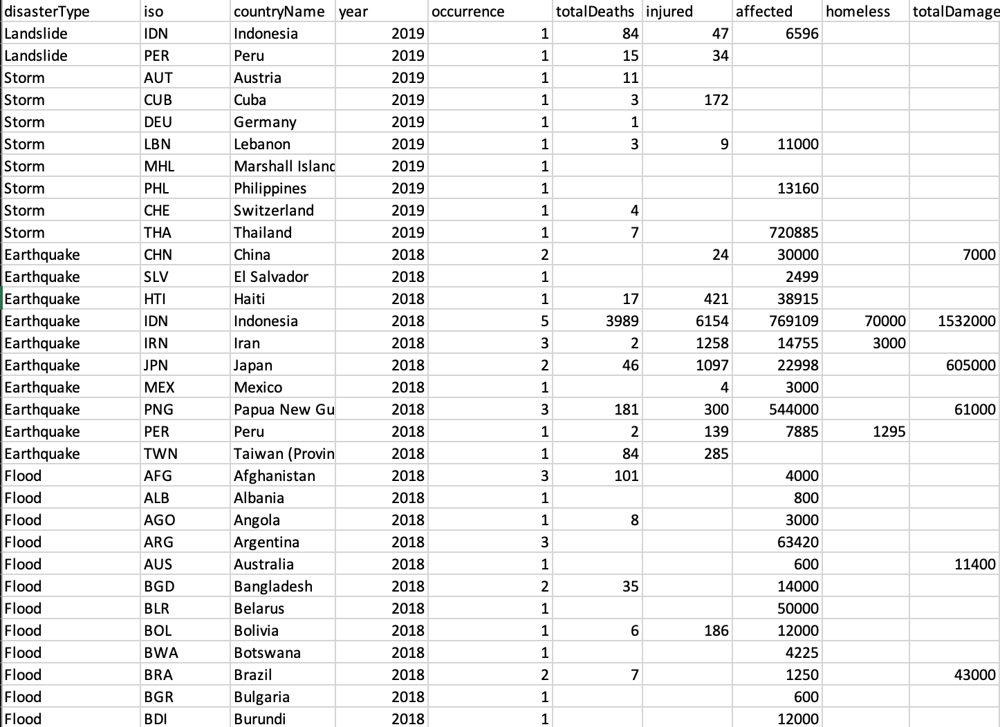 disasterType iso countryName year occurrence totalDeaths injured affected homeless totalDamage
Landslide IDN Indonesia 2019 1 84 47 6596
Landslide PER Peru 2019 1 15 34
Storm AUT Austria 2019 1 11
Storm CUB Cuba 2019 1 3 172
Storm DEU Germany 2019 1 1
Storm LBN Lebanon 2019 1 3 9 11000
Storm MHL Marshall Islanc 2019 1
Storm PHL Philippines 2019 1 13160
Storm CHE Switzerland 2019 1 4
Storm THA Thailand 2019 1 7 720885
Earthquake CHN China 2018 2 24 30000 7000
Earthquake SLV El Salvador 2018 1 2499
Earthquake HTI Haiti 2018 1 17 421 38915
Earthquake IDN Indonesia 2018 5 3989 6154 769109 70000 1532000
Earthquake IRN Iran 2018 3 2 1258 14755 3000
Earthquake JPN Japan 2018 2 46 1097 22998 605000
Earthquake MEX Mexico 2018 1 4 3000
Earthquake PNG Papua New Gu 2018 3 181 300 544000 61000
Earthquake PER Peru 2018 1 2 139 7885 1295
Earthquake TWN Taiwan (Provin 2018 1 84 285
Flood AFG Afghanistan 2018 3 101 4000
Flood ALB Albania 2018 1 800
Flood AGO Angola 2018 1 8 3000
Flood ARG Argentina 2018 3 63420
Flood AUS Australia 2018 1 600 11400
Flood BGD Bangladesh 2018 2 35 14000
Flood BLR Belarus 2018 1 50000
Flood BOL Bolivia 2018 1 6 186 12000
Flood BWA Botswana 2018 1 4225
Flood BRA Brazil 2018 2 7 1250 43000
Flood BGR Bulgaria 2018 1 600
Flood BDI Burundi 2018 1 12000